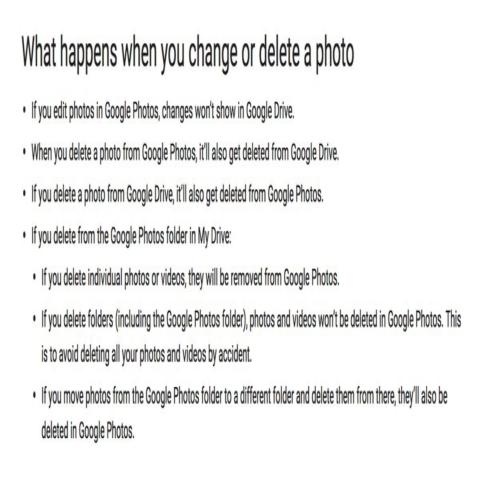 What happens when you change or delete a photo
• If you edit photos in Google Photos, changes won't show in Google Drive.
• When you delete a photo from Google Photos, it'll also get deleted from Google Drive.
• If you delete a photo from Google Drive, it'll also get deleted from Google Photos.
• If you delete from the Google Photos folder in My Drive:
• If you delete individual photos or videos, they will be removed from Google Photos.
• If you delete folders (including the Google Photos folder), photos and videos won't be deleted in Google Photos. This
is to avoid deleting all your photos and videos by accident.
• If you move photos from the Google Photos folder to a different folder and delete them from there, they'll also be
deleted in Google Photos.